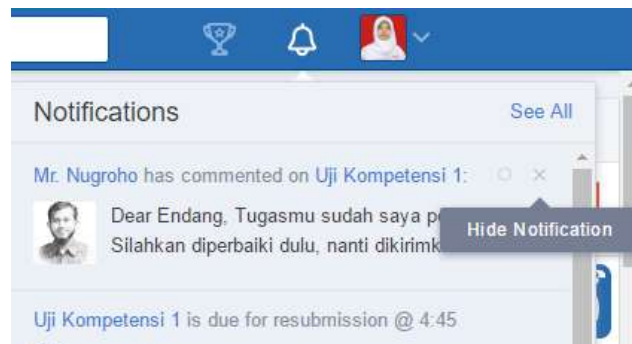 Notifications
See All
Mr. Nugroho has commented on Uji Kompetensi 1:
Dear Endang, Tugasmu sudah saya
Hide Notification
Silahkan diperbaiki dulu, nanti dikirimk
Uji Kompetensi 1 is due for resubmission @ 4:45